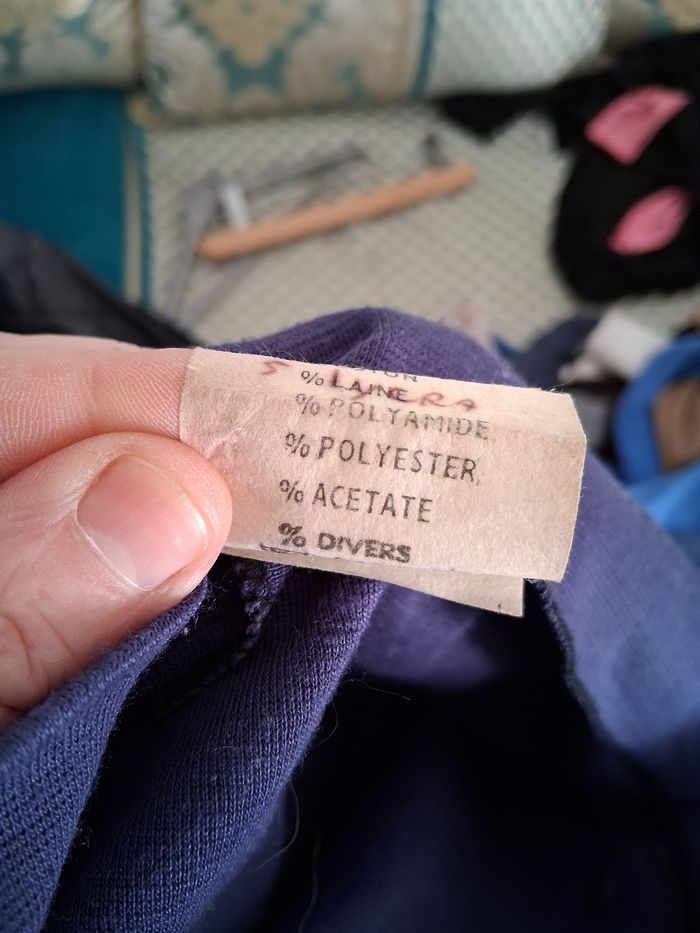 % LAINE
% POLYAMIDE
% POLYESTER
% ACETATE
% DIVERS